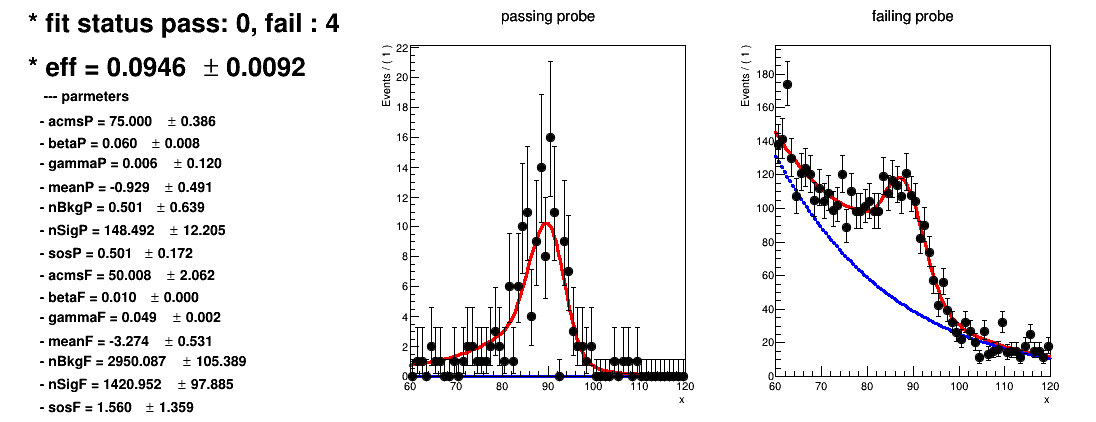 * fit status pass: 0, fail : 4
* eff = 0.0946 ± 0.0092
--- parmeters
- acmsP = 75.000 ± 0.386
- betaP = 0.060 ± 0.008
- gammaP = 0.006 ± 0.120
- meanP = -0.929 ± 0.491
- nBkgP = 0.501 ± 0.639
- nSigP = 148.492 ± 12.205
- sosP = 0.501 ± 0.172
- acmsF = 50.008 ± 2.062
- betaF = 0.010 ± 0.000
- gammaF = 0.049 ± 0.002
- meanF = -3.274 ± 0.531
- nBkgF = 2950.087 ± 105.389
- nSigF = 1420.952 ± 97.885
- sosF = 1.560 ± 1.359
passing probe
Events / ( 1 )
22
20
18
16
14
12
10
8
6
4
2
0
60 70 80 90 100 110 120
x
failing probe
Events / ( 1 )
180
160
140
120
100
80
60
40
20
0
60 70 80 90 100 110 120
x